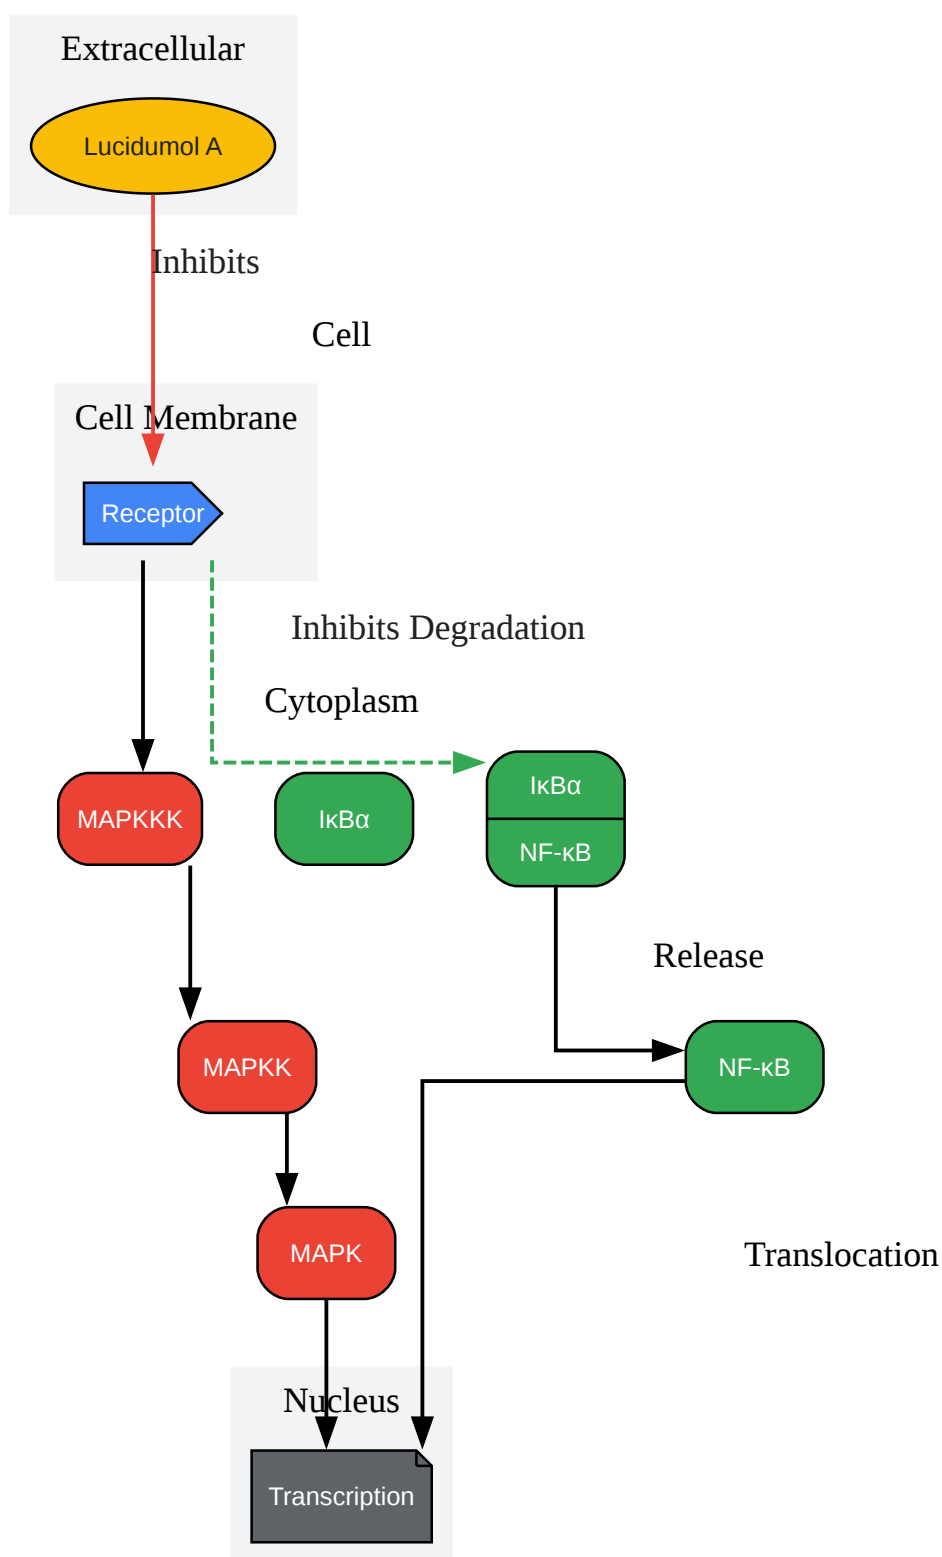 Extracellular
Lucidumol A
Inhibits
Cell
Cell Membrane
Receptor
Inhibits Degradation
Cytoplasm
MAPKKK
IκBα
IκBα
NF-κB
Release
MAPKK
NF-κB
MAPK
Translocation
Nucleus
Transcription